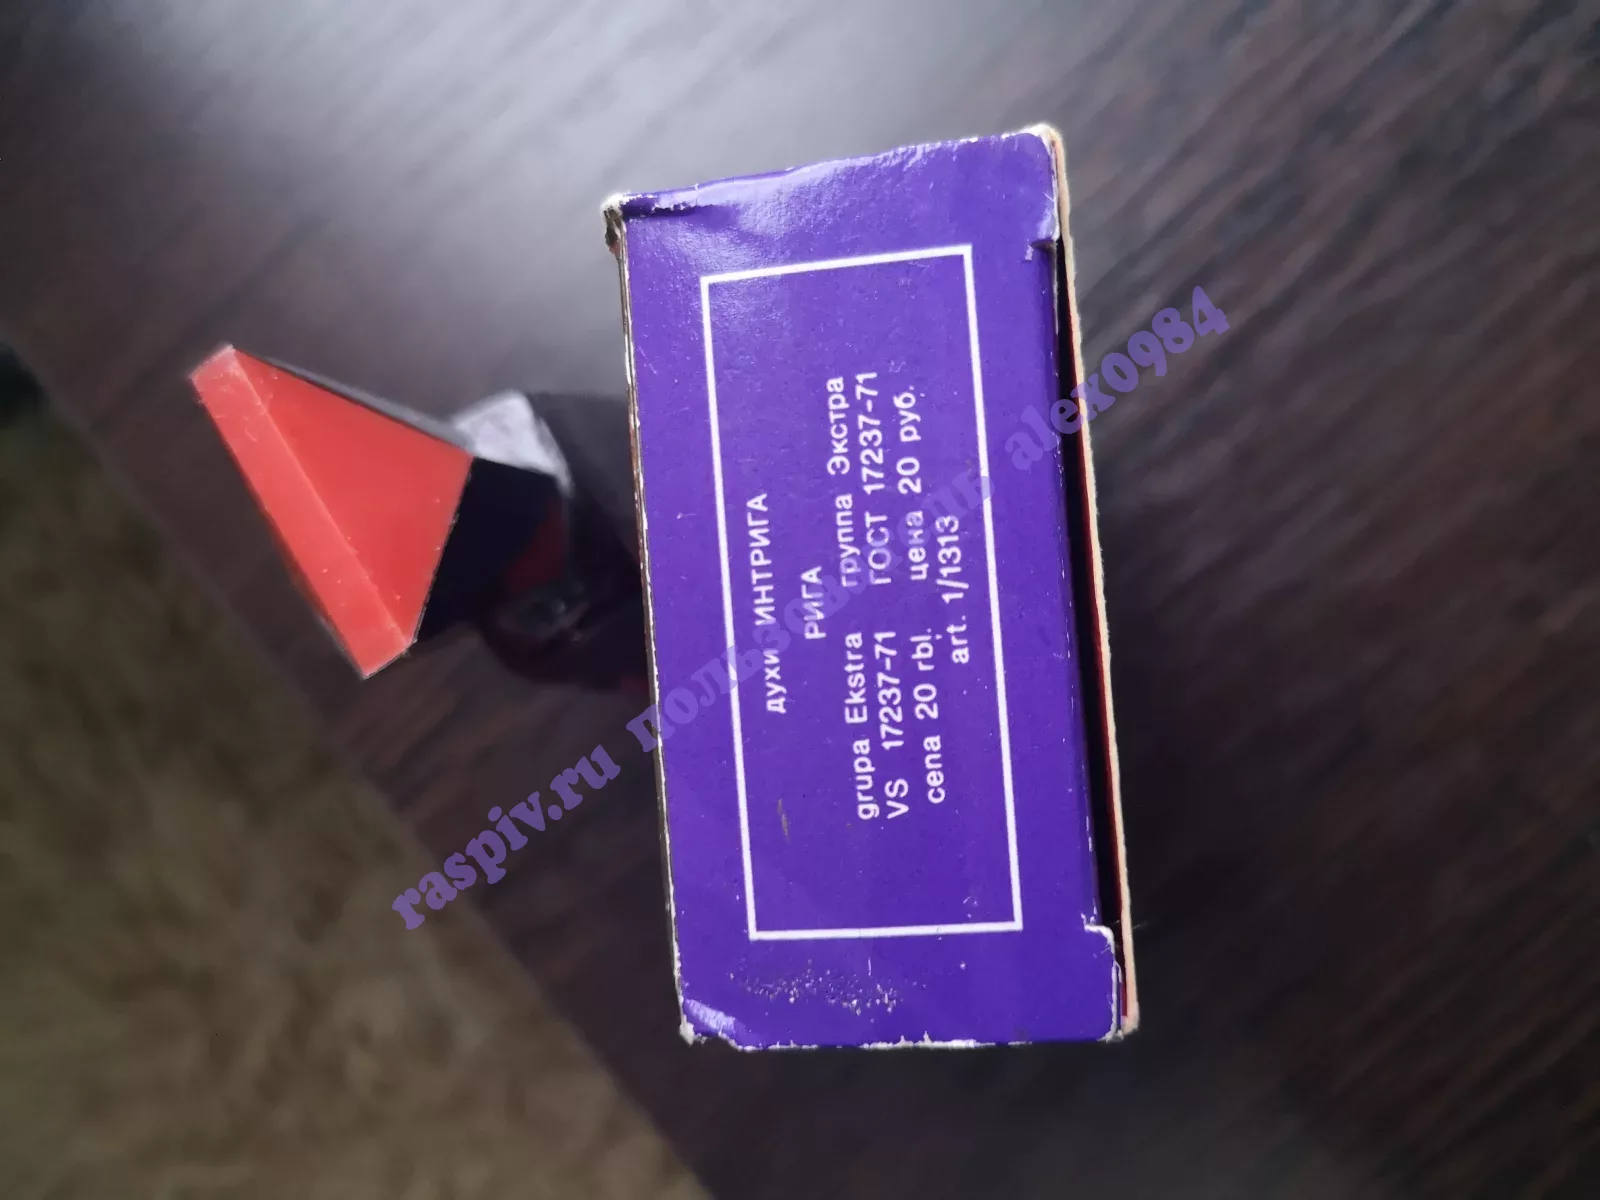 духи ИНТРИГА
РИГА
grupa Ekstra группа Экстра
VS 17237-71 ГОСТ 17237-71
cena 20 rbļ. цена 20 руб.
art. 1/1313
raspiv.ru пользователь alex0984